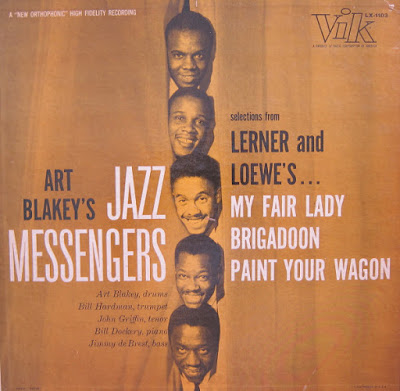 A "NEW ORTHOPHONIC" HIGH FIDELITY RECORDING
Vik
LX-1103
selections from
LERNER and
LOEWE'S...
MY FAIR LADY
BRIGADOON
PAINT YOUR WAGON
ART
BLAKEY'S
JAZZ
MESSENGERS
Art Blakey, drums
Bill Hardman, trumpet
John Griffin, tenor
Bill Dockery, piano
Jimmy deBrest, bass